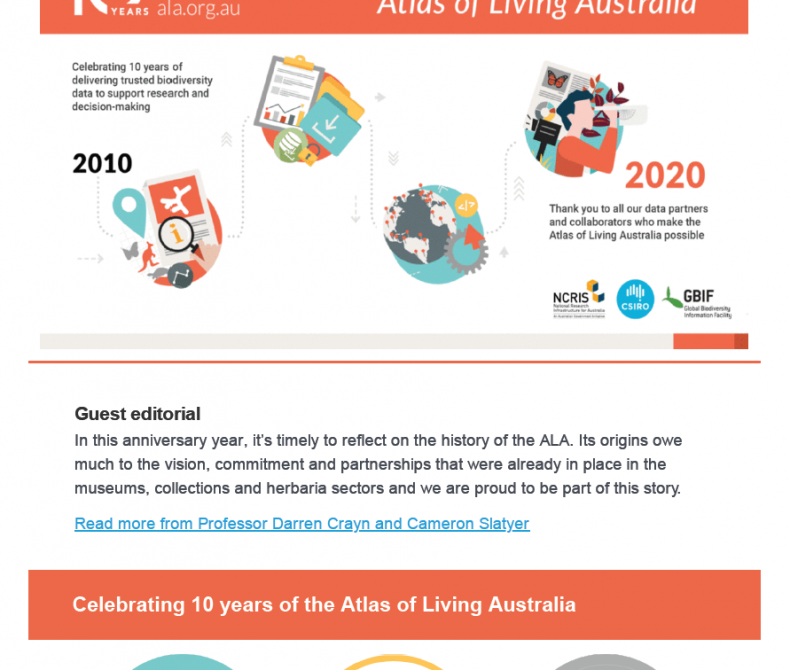 10 YEARS ala.org.au
Atlas of Living Australia
Celebrating 10 years of
delivering trusted biodiversity
data to support research and
decision-making
2010
2020
Thank you to all our data partners
and collaborators who make the
Atlas of Living Australia possible
NCRIS
National Research
Infrastructure for Australia
An Australian Government Initiative
CSIRO
GBIF
Global Biodiversity
Information Facility
Guest editorial
In this anniversary year, it's timely to reflect on the history of the ALA. Its origins owe
much to the vision, commitment and partnerships that were already in place in the
museums, collections and herbaria sectors and we are proud to be part of this story.
Read more from Professor Darren Crayn and Cameron Slatyer
Celebrating 10 years of the Atlas of Living Australia